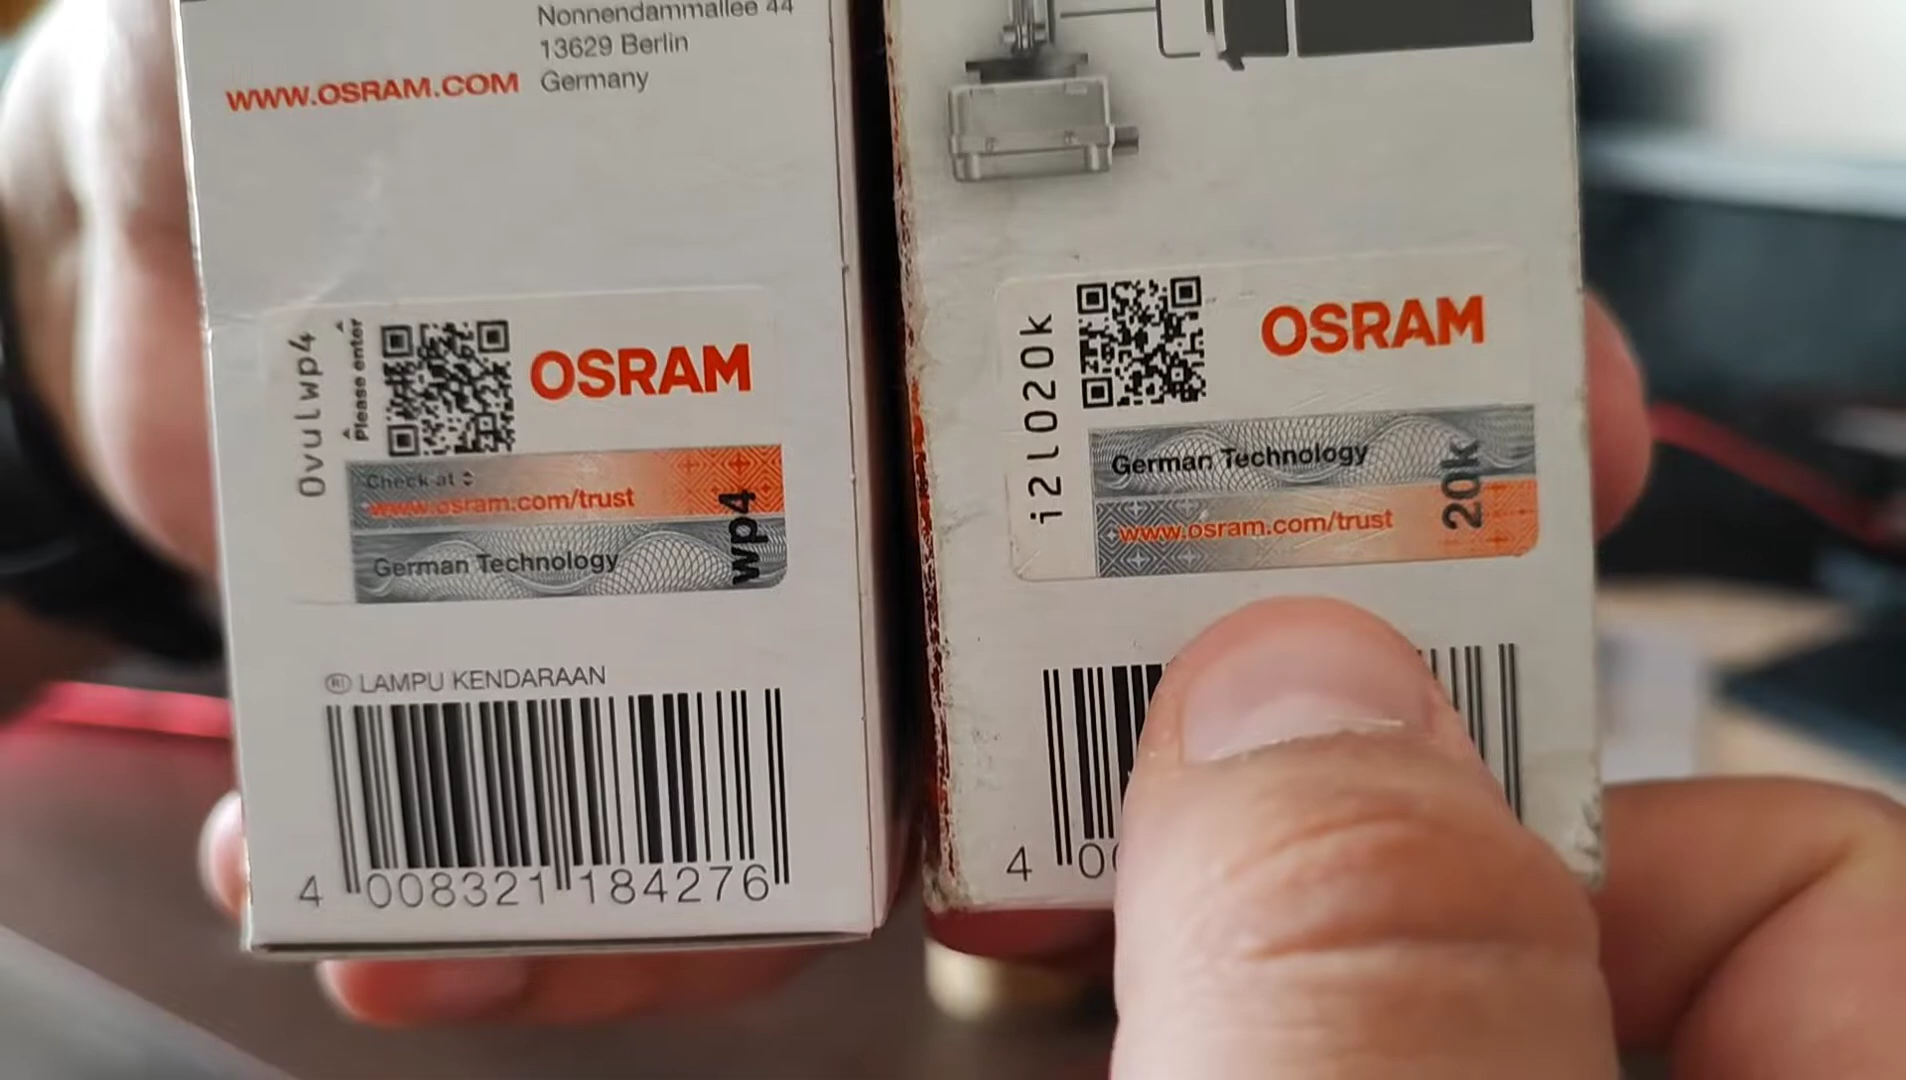 Nonnendammallee 44
13629 Berlin
WWW.OSRAM.COM Germany
0vulwp4
Please enter
OSRAM
Check at
www.osram.com/trust
wp4
German Technology
LAMPU KENDARAAN
4 008321 184276
i2l020k
OSRAM
German Technology
20k
www.osram.com/trust
4 00